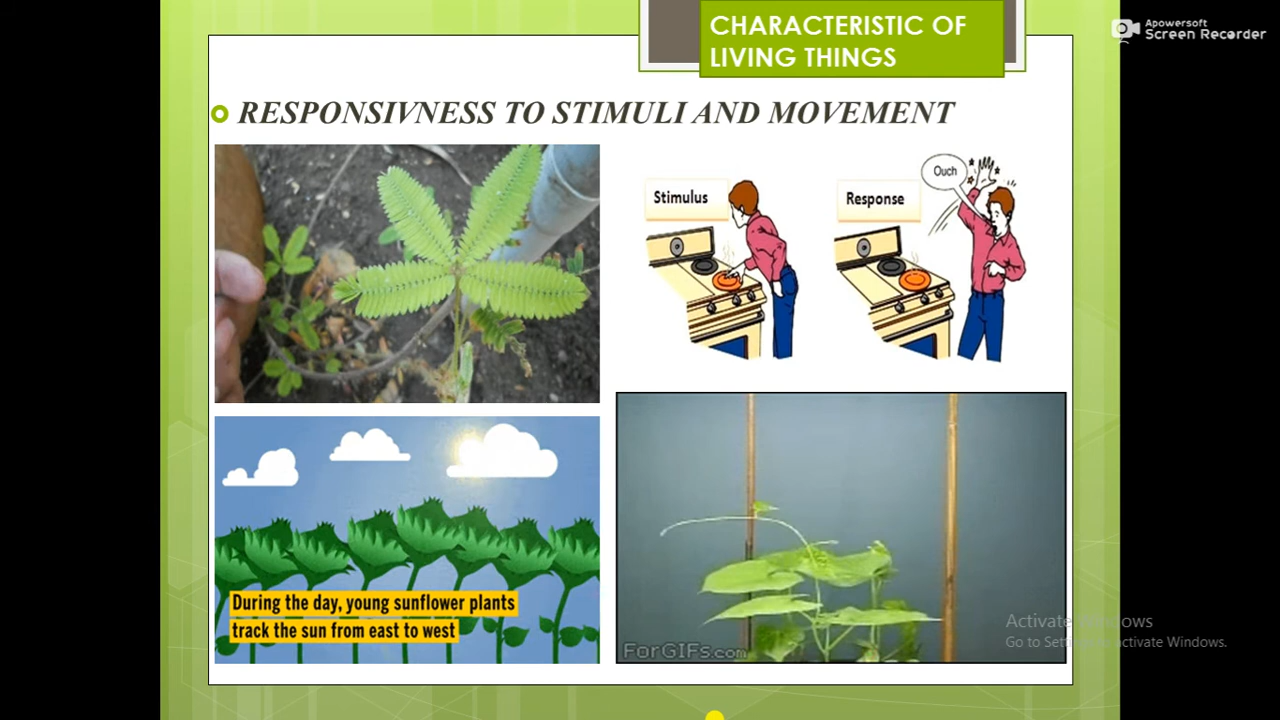 CHARACTERISTIC OF
LIVING THINGS
Apowersoft
Screen Recorder
RESPONSIVNESS TO STIMULI AND MOVEMENT
Stimulus
Response
Ouch
During the day, young sunflower plants
track the sun from east to west
ForGIFs.com
Activate Windows
Go to Settings to activate Windows.